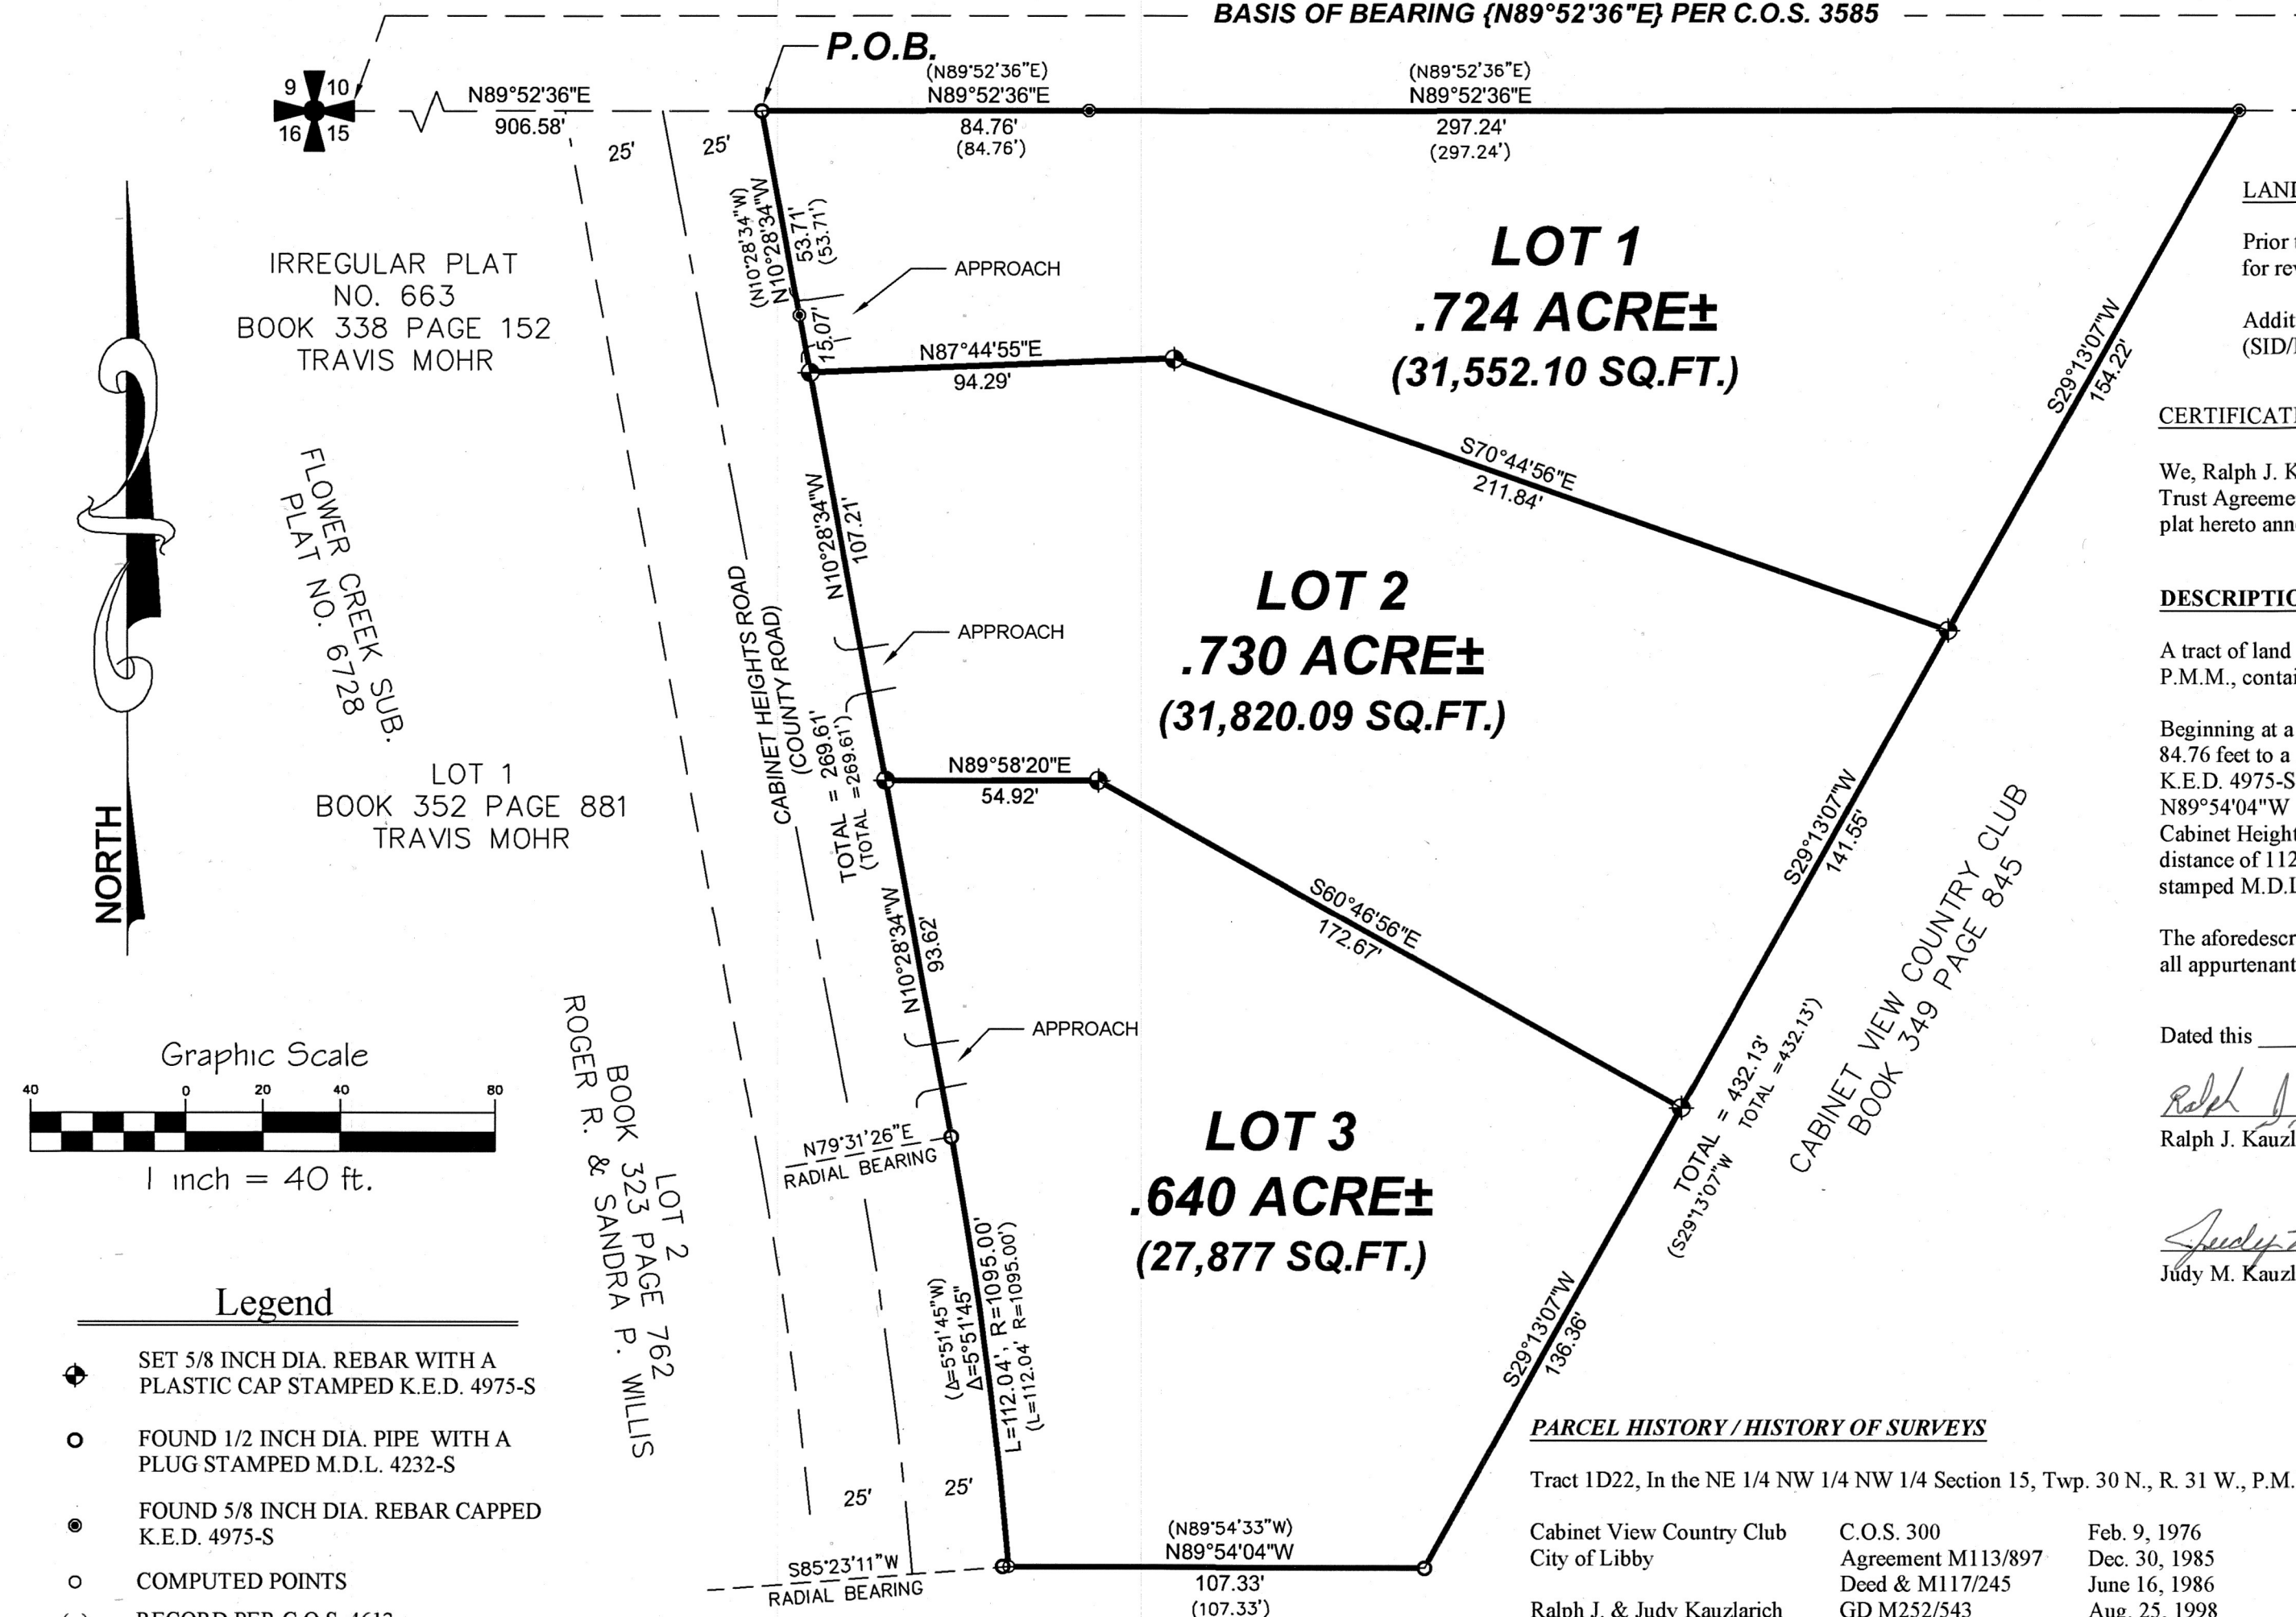 BASIS OF BEARING {N89°52'36"E} PER C.O.S. 3585
P.O.B.
9 10
16 15
N89°52'36"E
906.58'
(N89°52'36"E)
N89°52'36"E
84.76'
(84.76')
(N89°52'36"E)
N89°52'36"E
297.24'
(297.24')
25'
25'
(N10°28'34"W)
N10°28'34"W
53.71'
(53.71')
15.07'
APPROACH
IRREGULAR PLAT
NO. 663
BOOK 338 PAGE 152
TRAVIS MOHR
LOT 1
.724 ACRE±
(31,552.10 SQ.FT.)
N87°44'55"E
94.29'
S70°44'56"E
211.84'
S29°13'07"W
154.22'
FLOWER CREEK SUB.
PLAT NO. 6728
N10°28'34"W
107.21'
APPROACH
LOT 2
.730 ACRE±
(31,820.09 SQ.FT.)
CABINET HEIGHTS ROAD
(COUNTY ROAD)
TOTAL = 269.61'
(TOTAL =269.61')
LOT 1
BOOK 352 PAGE 881
TRAVIS MOHR
NORTH
N89°58'20"E
54.92'
S60°46'56"E
172.67'
S29°13'07"W
141.55'
CABINET VIEW COUNTRY CLUB
BOOK 349 PAGE 845
N10°28'34"W
93.62'
APPROACH
TOTAL = 432.13'
TOTAL =432.13')
(S29°13'07"W
N79°31'26"E
RADIAL BEARING
LOT 3
.640 ACRE±
(27,877 SQ.FT.)
LOT 2
BOOK 323 PAGE 762
ROGER R. & SANDRA P. WILLIS
(Δ=5°51'45"W)
Δ=5°51'45"
L=112.04', R=1095.00'
(L=112.04' R=1095.00')
S29°13'07"W
136.36'
25'
25'
S85°23'11"W
RADIAL BEARING
(N89°54'33"W)
N89°54'04"W
107.33'
(107.33')
Graphic Scale
40 0 20 40 80
1 inch = 40 ft.
Legend
SET 5/8 INCH DIA. REBAR WITH A
PLASTIC CAP STAMPED K.E.D. 4975-S
FOUND 1/2 INCH DIA. PIPE WITH A
PLUG STAMPED M.D.L. 4232-S
FOUND 5/8 INCH DIA. REBAR CAPPED
K.E.D. 4975-S
COMPUTED POINTS
RECORD PER C.O.S. 4612
Prior
for
CERTIFICATI
We, Ralph J. K
Trust Agreeme
plat hereto ann
DESCRIPTIO
A tract of land
P.M.M., contai
Beginning at a
84.76 feet to a
K.E.D. 4975-S
N89°54'04"W
Cabinet Height
distance of 112
stamped M.D.L
The aforedescr
all appurtenant
Dated this
Ralph J.
Ralph J. Kauzl
Judy
Judy M. Kauzl
PARCEL HISTORY / HISTORY OF SURVEYS
Tract 1D22, In the NE 1/4 NW 1/4 NW 1/4 Section 15, Twp. 30 N., R. 31 W., P.M.
Cabinet View Country Club C.O.S. 300 Feb. 9, 1976
City of Libby Agreement M113/897 Dec. 30, 1985
Deed & M117/245 June 16, 1986
Ralph J. & Judy Kauzlarich GD M252/543 Aug. 25, 1998